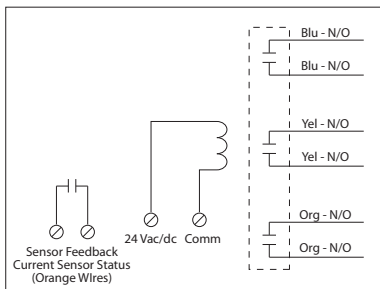 Blu - N/O
Blu - N/O
Yel - N/O
Yel - N/O
Org - N/O
Org - N/O
24 Vac/dc Comm
Sensor Feedback
Current Sensor Status
(Orange WIres)